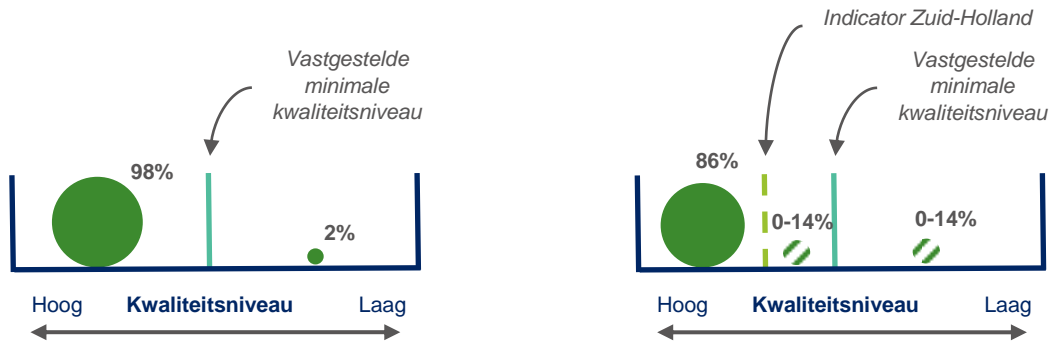 Vastgestelde
minimale
kwaliteitsniveau
98%
2%
Hoog Kwaliteitsniveau Laag
Indicator Zuid-Holland
Vastgestelde
minimale
kwaliteitsniveau
86%
0-14%
0-14%
Hoog Kwaliteitsniveau Laag